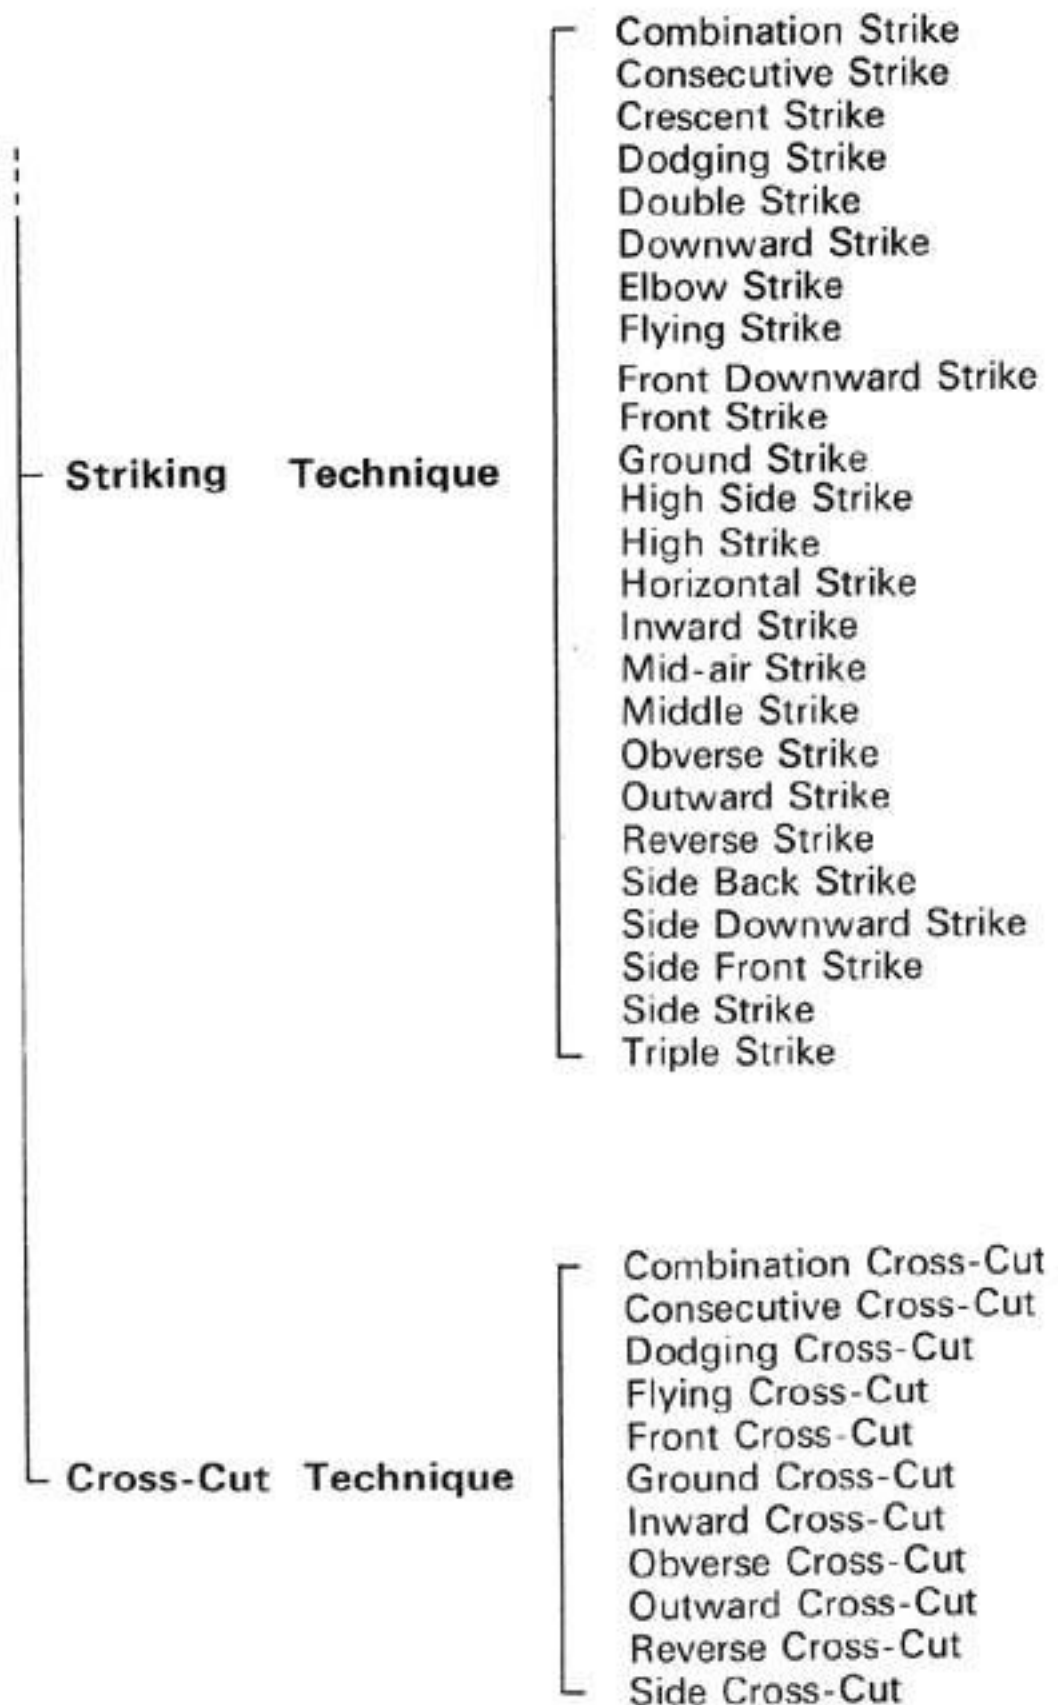 Combination Strike
Consecutive Strike
Crescent Strike
Dodging Strike
Double Strike
Downward Strike
Elbow Strike
Flying Strike
Front Downward Strike
Front Strike
Ground Strike
Striking Technique
High Side Strike
High Strike
Horizontal Strike
Inward Strike
Mid-air Strike
Middle Strike
Obverse Strike
Outward Strike
Reverse Strike
Side Back Strike
Side Downward Strike
Side Front Strike
Side Strike
Triple Strike
Combination Cross-Cut
Consecutive Cross-Cut
Dodging Cross-Cut
Flying Cross-Cut
Front Cross-Cut
Cross-Cut Technique
Ground Cross-Cut
Inward Cross-Cut
Obverse Cross-Cut
Outward Cross-Cut
Reverse Cross-Cut
Side Cross-Cut